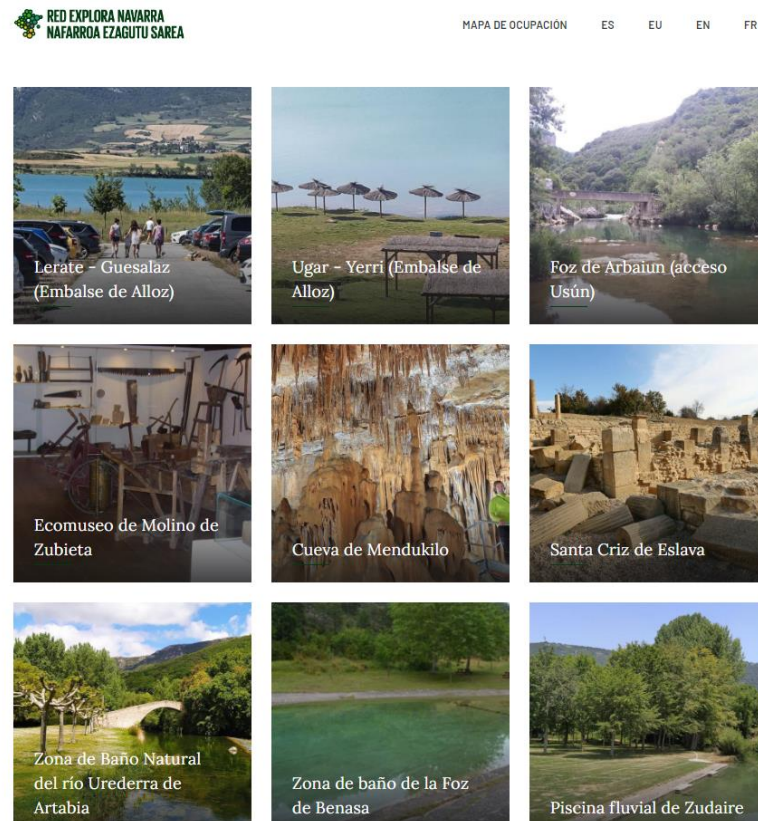 RED EXPLORA NAVARRA
NAFARROA EZAGUTU SAREA
MAPA DE OCUPACIÓN
ES
EU
EN
FR
Lerate - Guesalaz
(Embalse de Alloz)
Ugar - Yerri (Embalse de
Alloz)
Foz de Arbaiun (acceso
Usún)
Ecomuseo de Molino de
Zubieta
Cueva de Mendukilo
Santa Criz de Eslava
Zona de Baño Natural
del río Urederra de
Artabia
Zona de baño de la Foz
de Benasa
Piscina fluvial de Zudaire